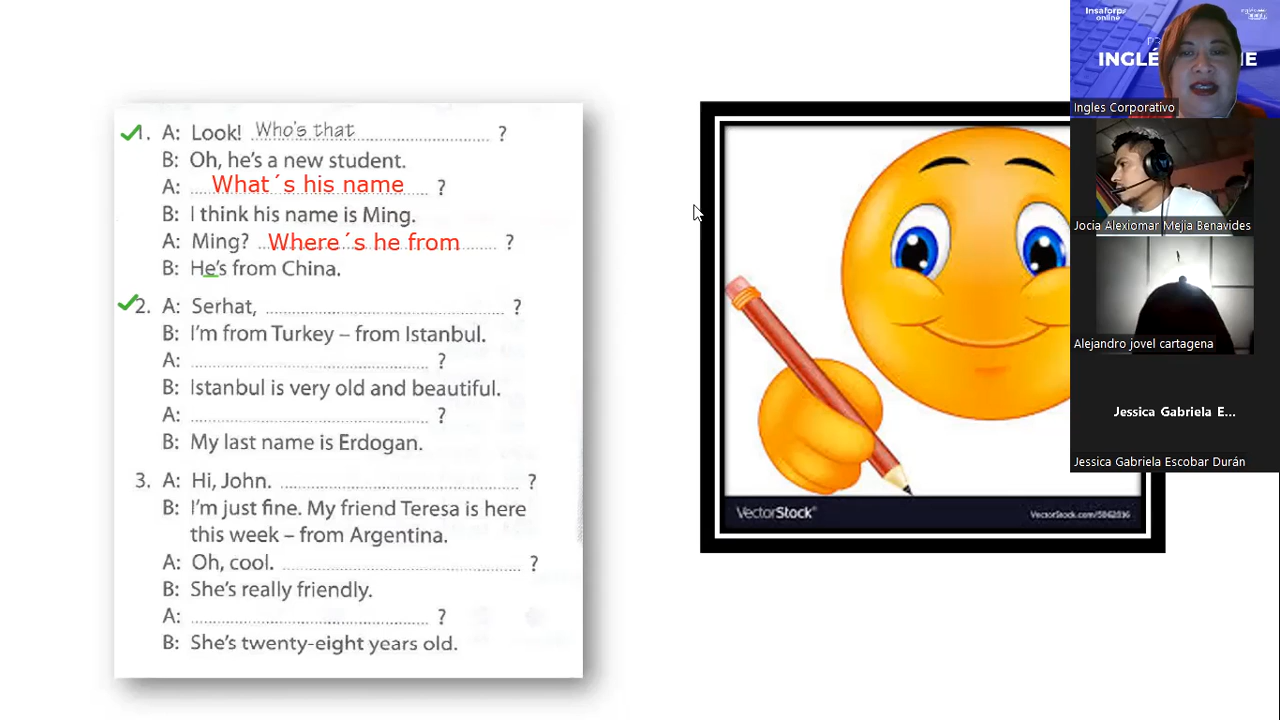 1. A: Look! Who's that ?
B: Oh, he's a new student.
A: What´s his name ?
B: I think his name is Ming.
A: Ming? Where´s he from ?
B: He's from China.
2. A: Serhat, ?
B: I'm from Turkey – from Istanbul.
A: ?
B: Istanbul is very old and beautiful.
A: ?
B: My last name is Erdogan.
3. A: Hi, John. ?
B: I'm just fine. My friend Teresa is here
this week – from Argentina.
A: Oh, cool. ?
B: She's really friendly.
A: ?
B: She's twenty-eight years old.
VectorStock®
Insaforp
online
INGLÉ
NE
Ingles Corporativo
Jocia Alexiomar Mejia Benavides
Alejandro jovel cartagena
Jessica Gabriela E...
Jessica Gabriela Escobar Durán